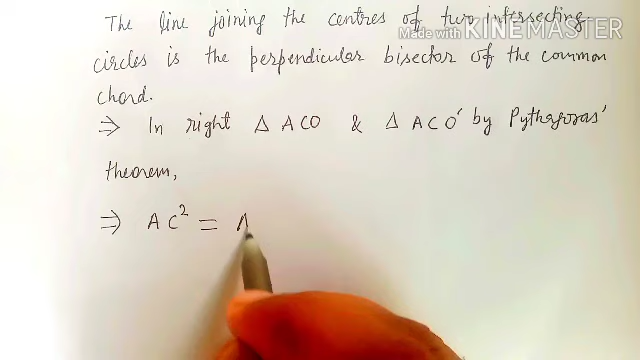 The line joining the centres of two intersecting
Made with KINEMASTER
circles is the perpendicular bisector of the common
chord.
⇒ In right Δ ACO & Δ ACO' by Pythagoras'
theorem,
⇒ AC² = A